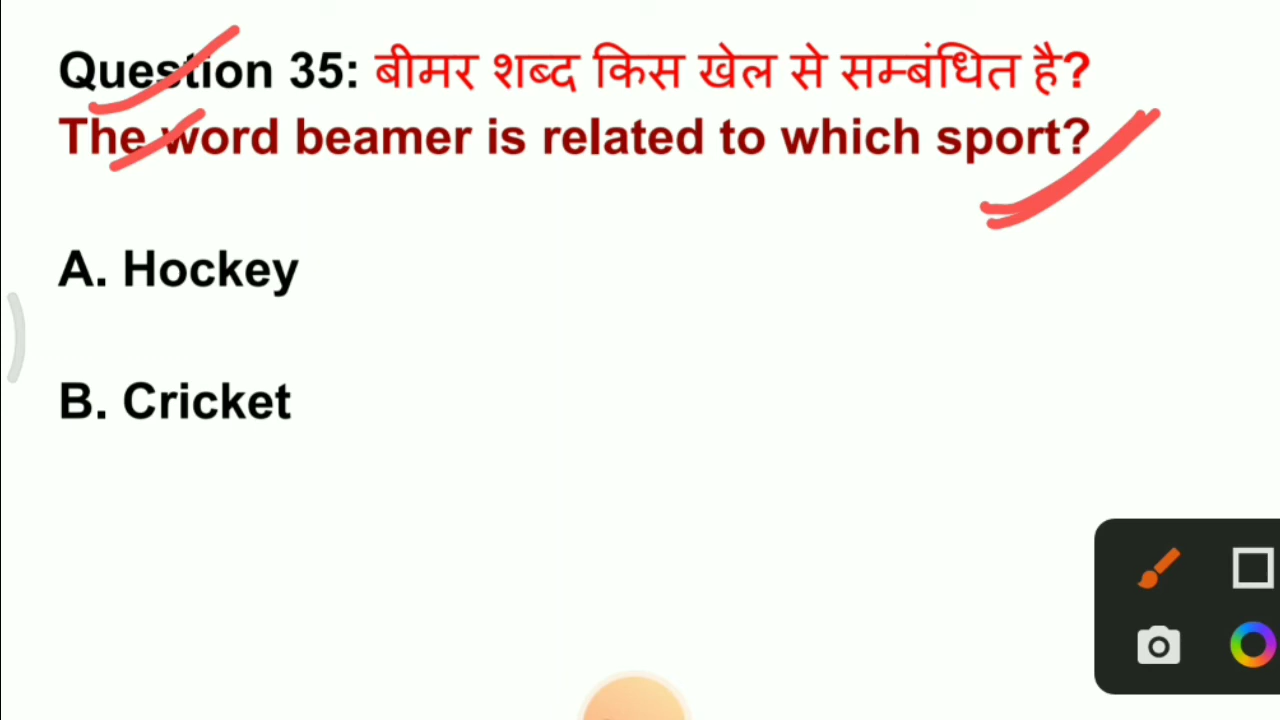 Question 35: बीमर शब्द किस खेल से सम्बंधित है?
The word beamer is related to which sport?
A. Hockey
B. Cricket